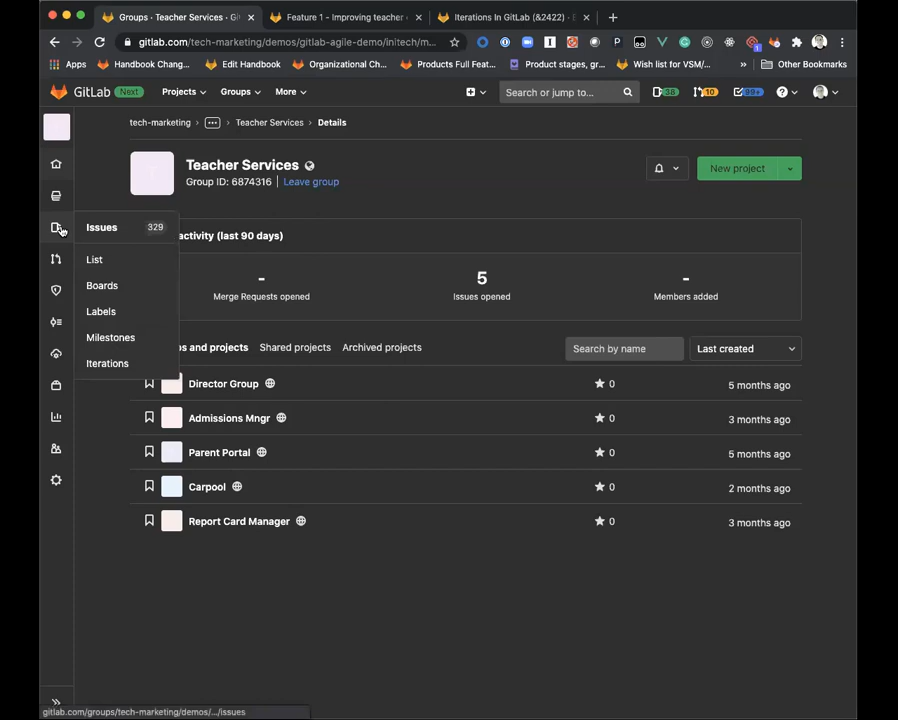 Groups · Teacher Services · Gi
Feature 1 - Improving teacher
Iterations In GitLab (&2422) · E
gitlab.com/tech-marketing/demos/gitlab-agile-demo/initech/m...
Apps Handbook Chang... Edit Handbook Organizational Ch... Products Full Feat... Product stages, gr... Wish list for VSM/... » Other Bookmarks
GitLab Next Projects Groups More Search or jump to... 38 10 99+
tech-marketing › ... › Teacher Services › Details
Teacher Services
Group ID: 6874316 | Leave group
New project
Issues 329
List
Boards
Labels
Milestones
Iterations
activity (last 90 days)
- 5 -
Merge Requests opened Issues opened Members added
ps and projects Shared projects Archived projects Search by name Last created
Director Group 0 5 months ago
Admissions Mngr 0 3 months ago
Parent Portal 0 5 months ago
Carpool 0 2 months ago
Report Card Manager 0 3 months ago
gitlab.com/groups/tech-marketing/demos/.../issues